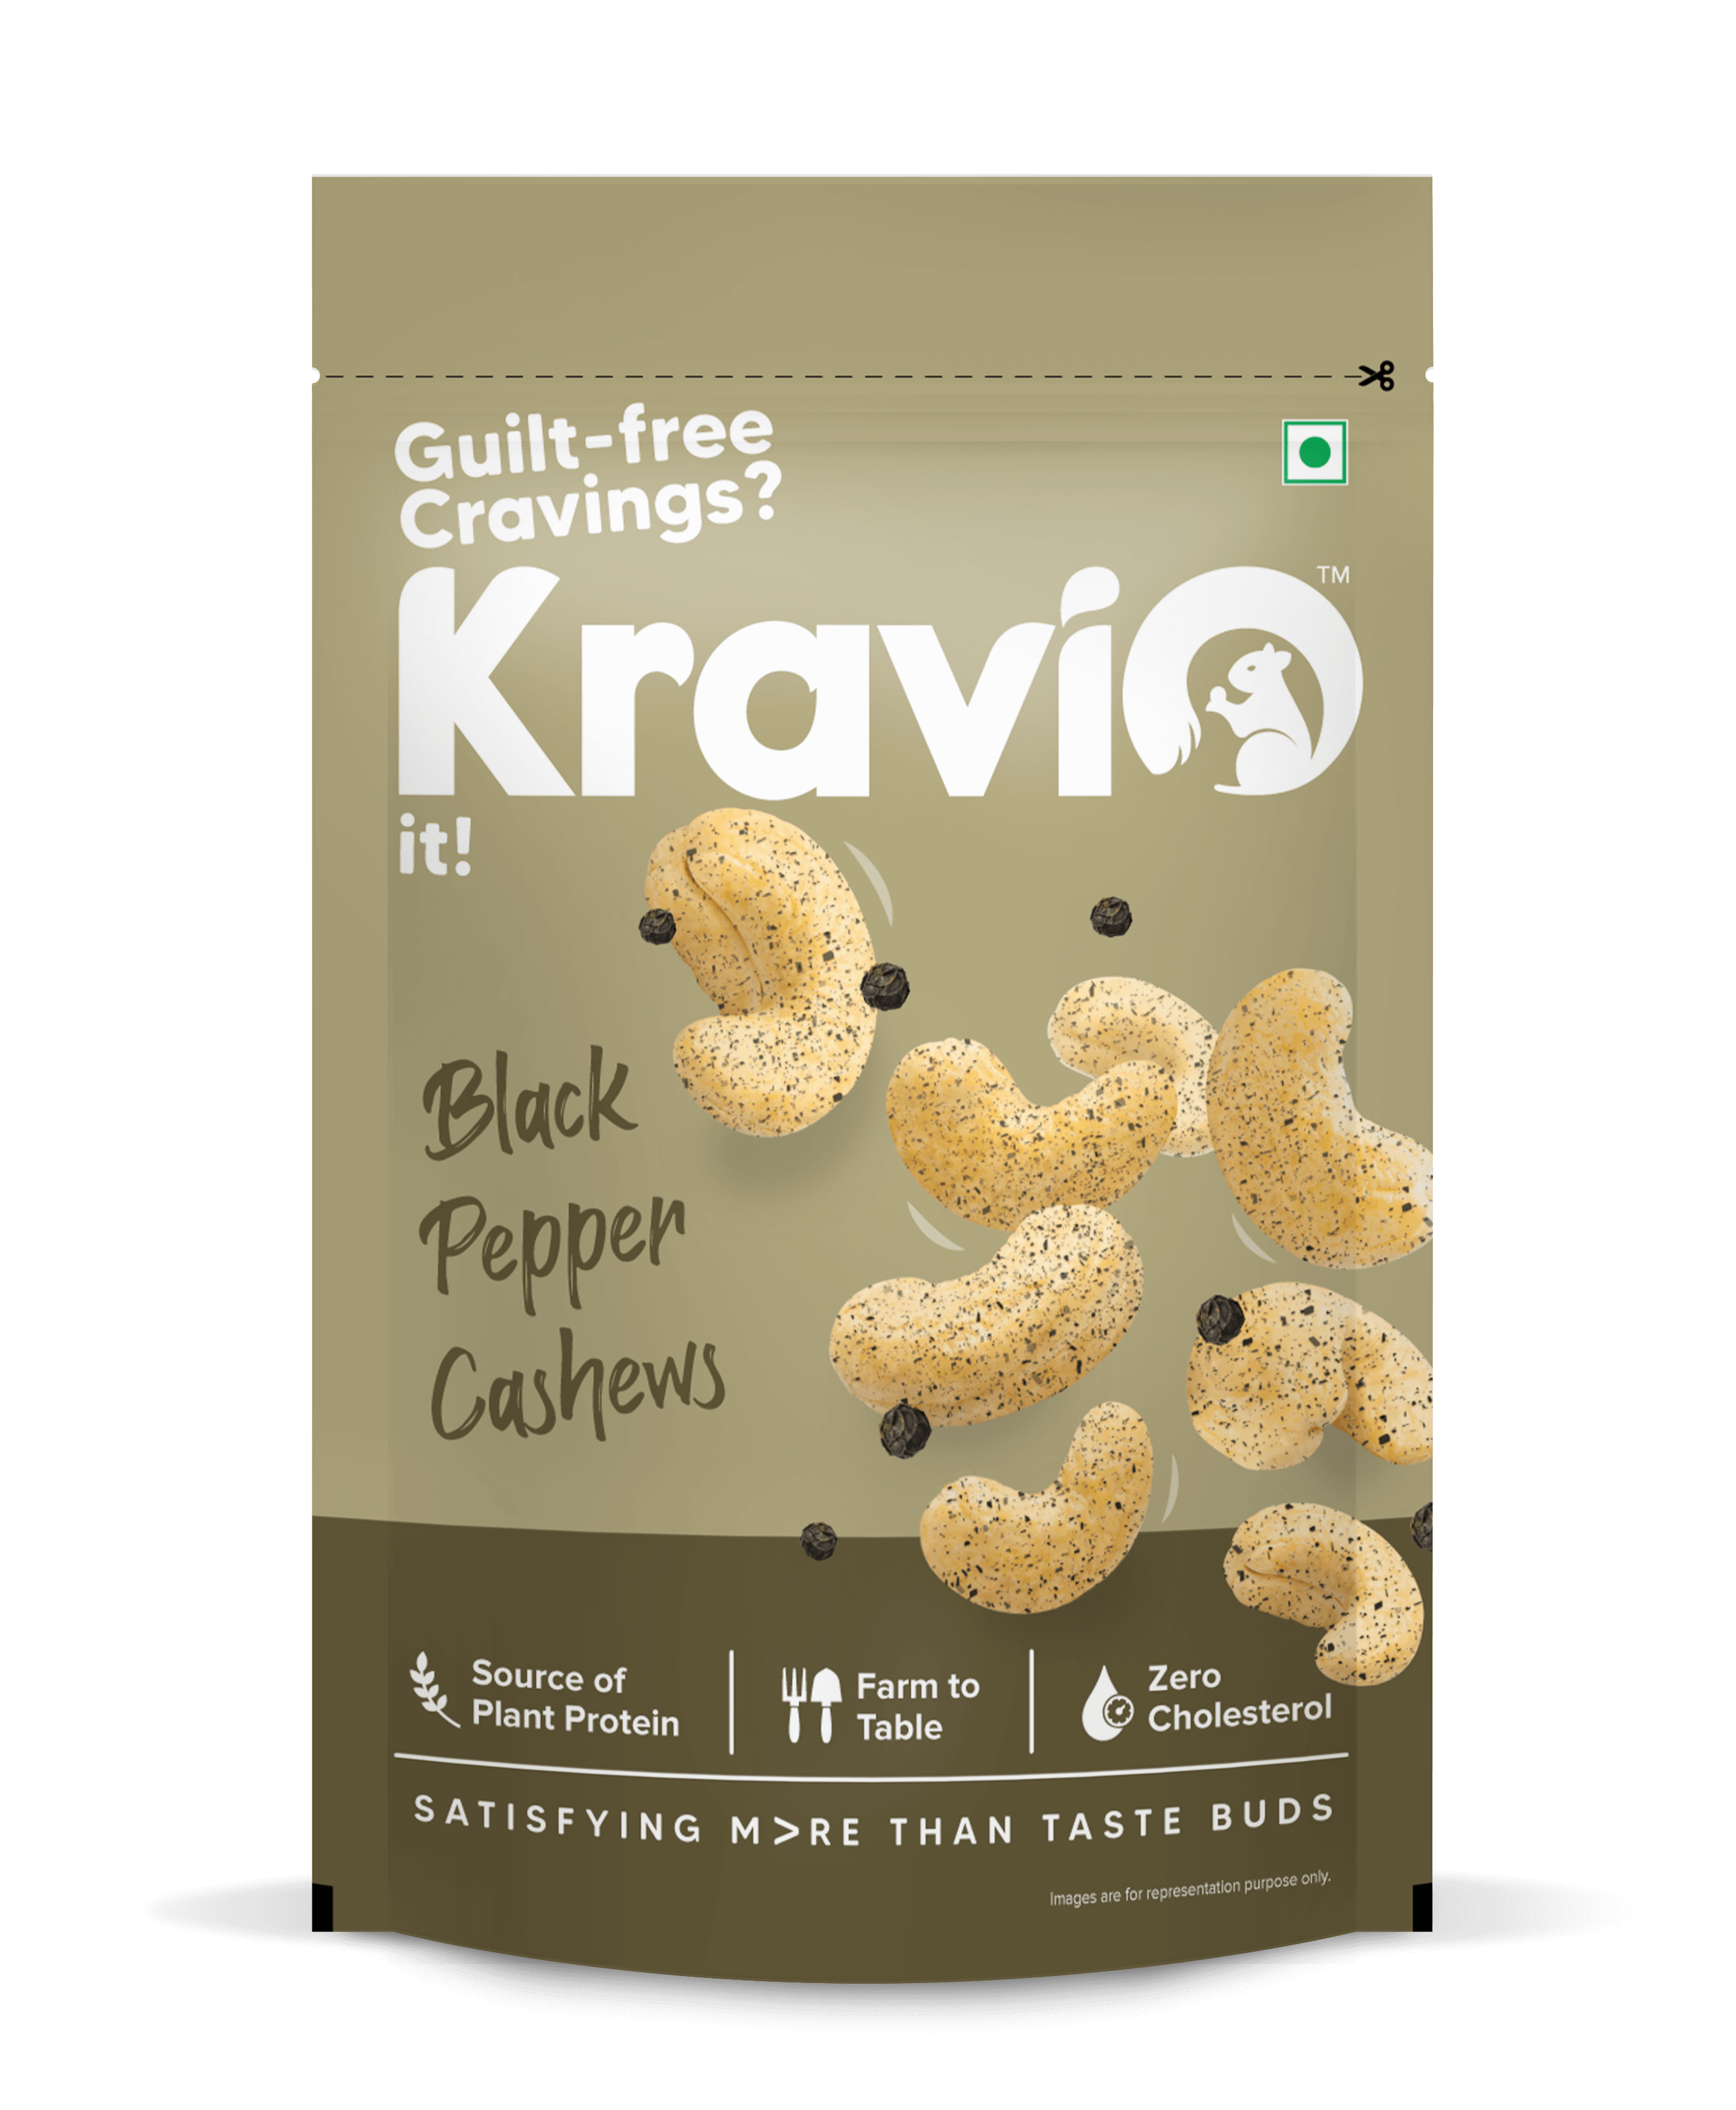 Guilt-free
Cravings?
Kravio
TM
it!
Black
Pepper
Cashews
Source of
Plant Protein
Farm to
Table
Zero
Cholesterol
SATISFYING M>RE THAN TASTE BUDS
Images are for representation purpose only.